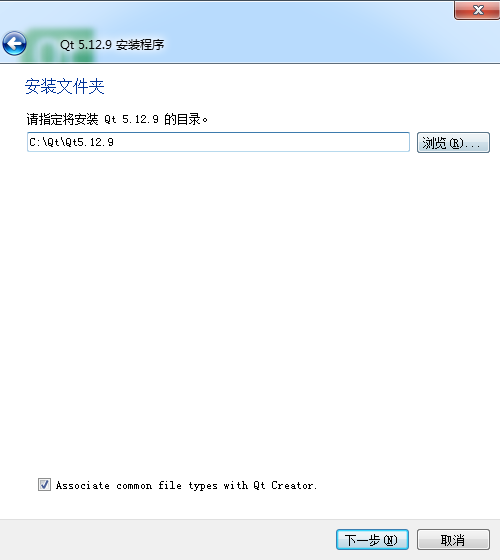 Qt 5.12.9 安装程序
安装文件夹
请指定将安装 Qt 5.12.9 的目录。
C:\Qt\Qt5.12.9
浏览(R)...
Associate common file types with Qt Creator.
下一步(N)
取消